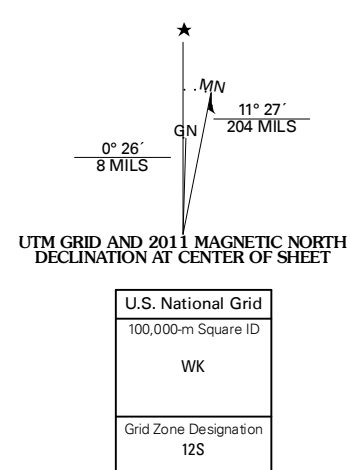 MN
11° 27´
204 MILS
GN
0° 26´
8 MILS
UTM GRID AND 2011 MAGNETIC NORTH
DECLINATION AT CENTER OF SHEET
U.S. National Grid
100,000-m Square ID
WK
Grid Zone Designation
12S